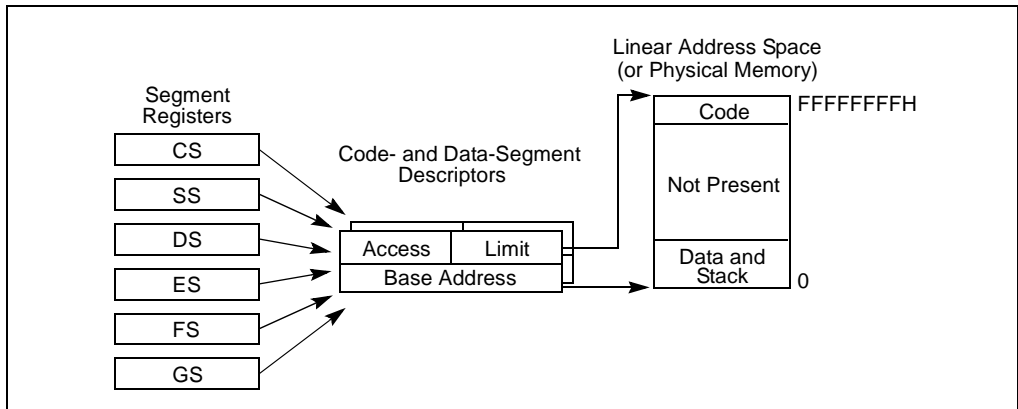 Segment
Registers
CS
SS
DS
ES
FS
GS
Code- and Data-Segment
Descriptors
Access
Limit
Base Address
Linear Address Space
(or Physical Memory)
Code
FFFFFFFFH
Not Present
Data and
Stack
0